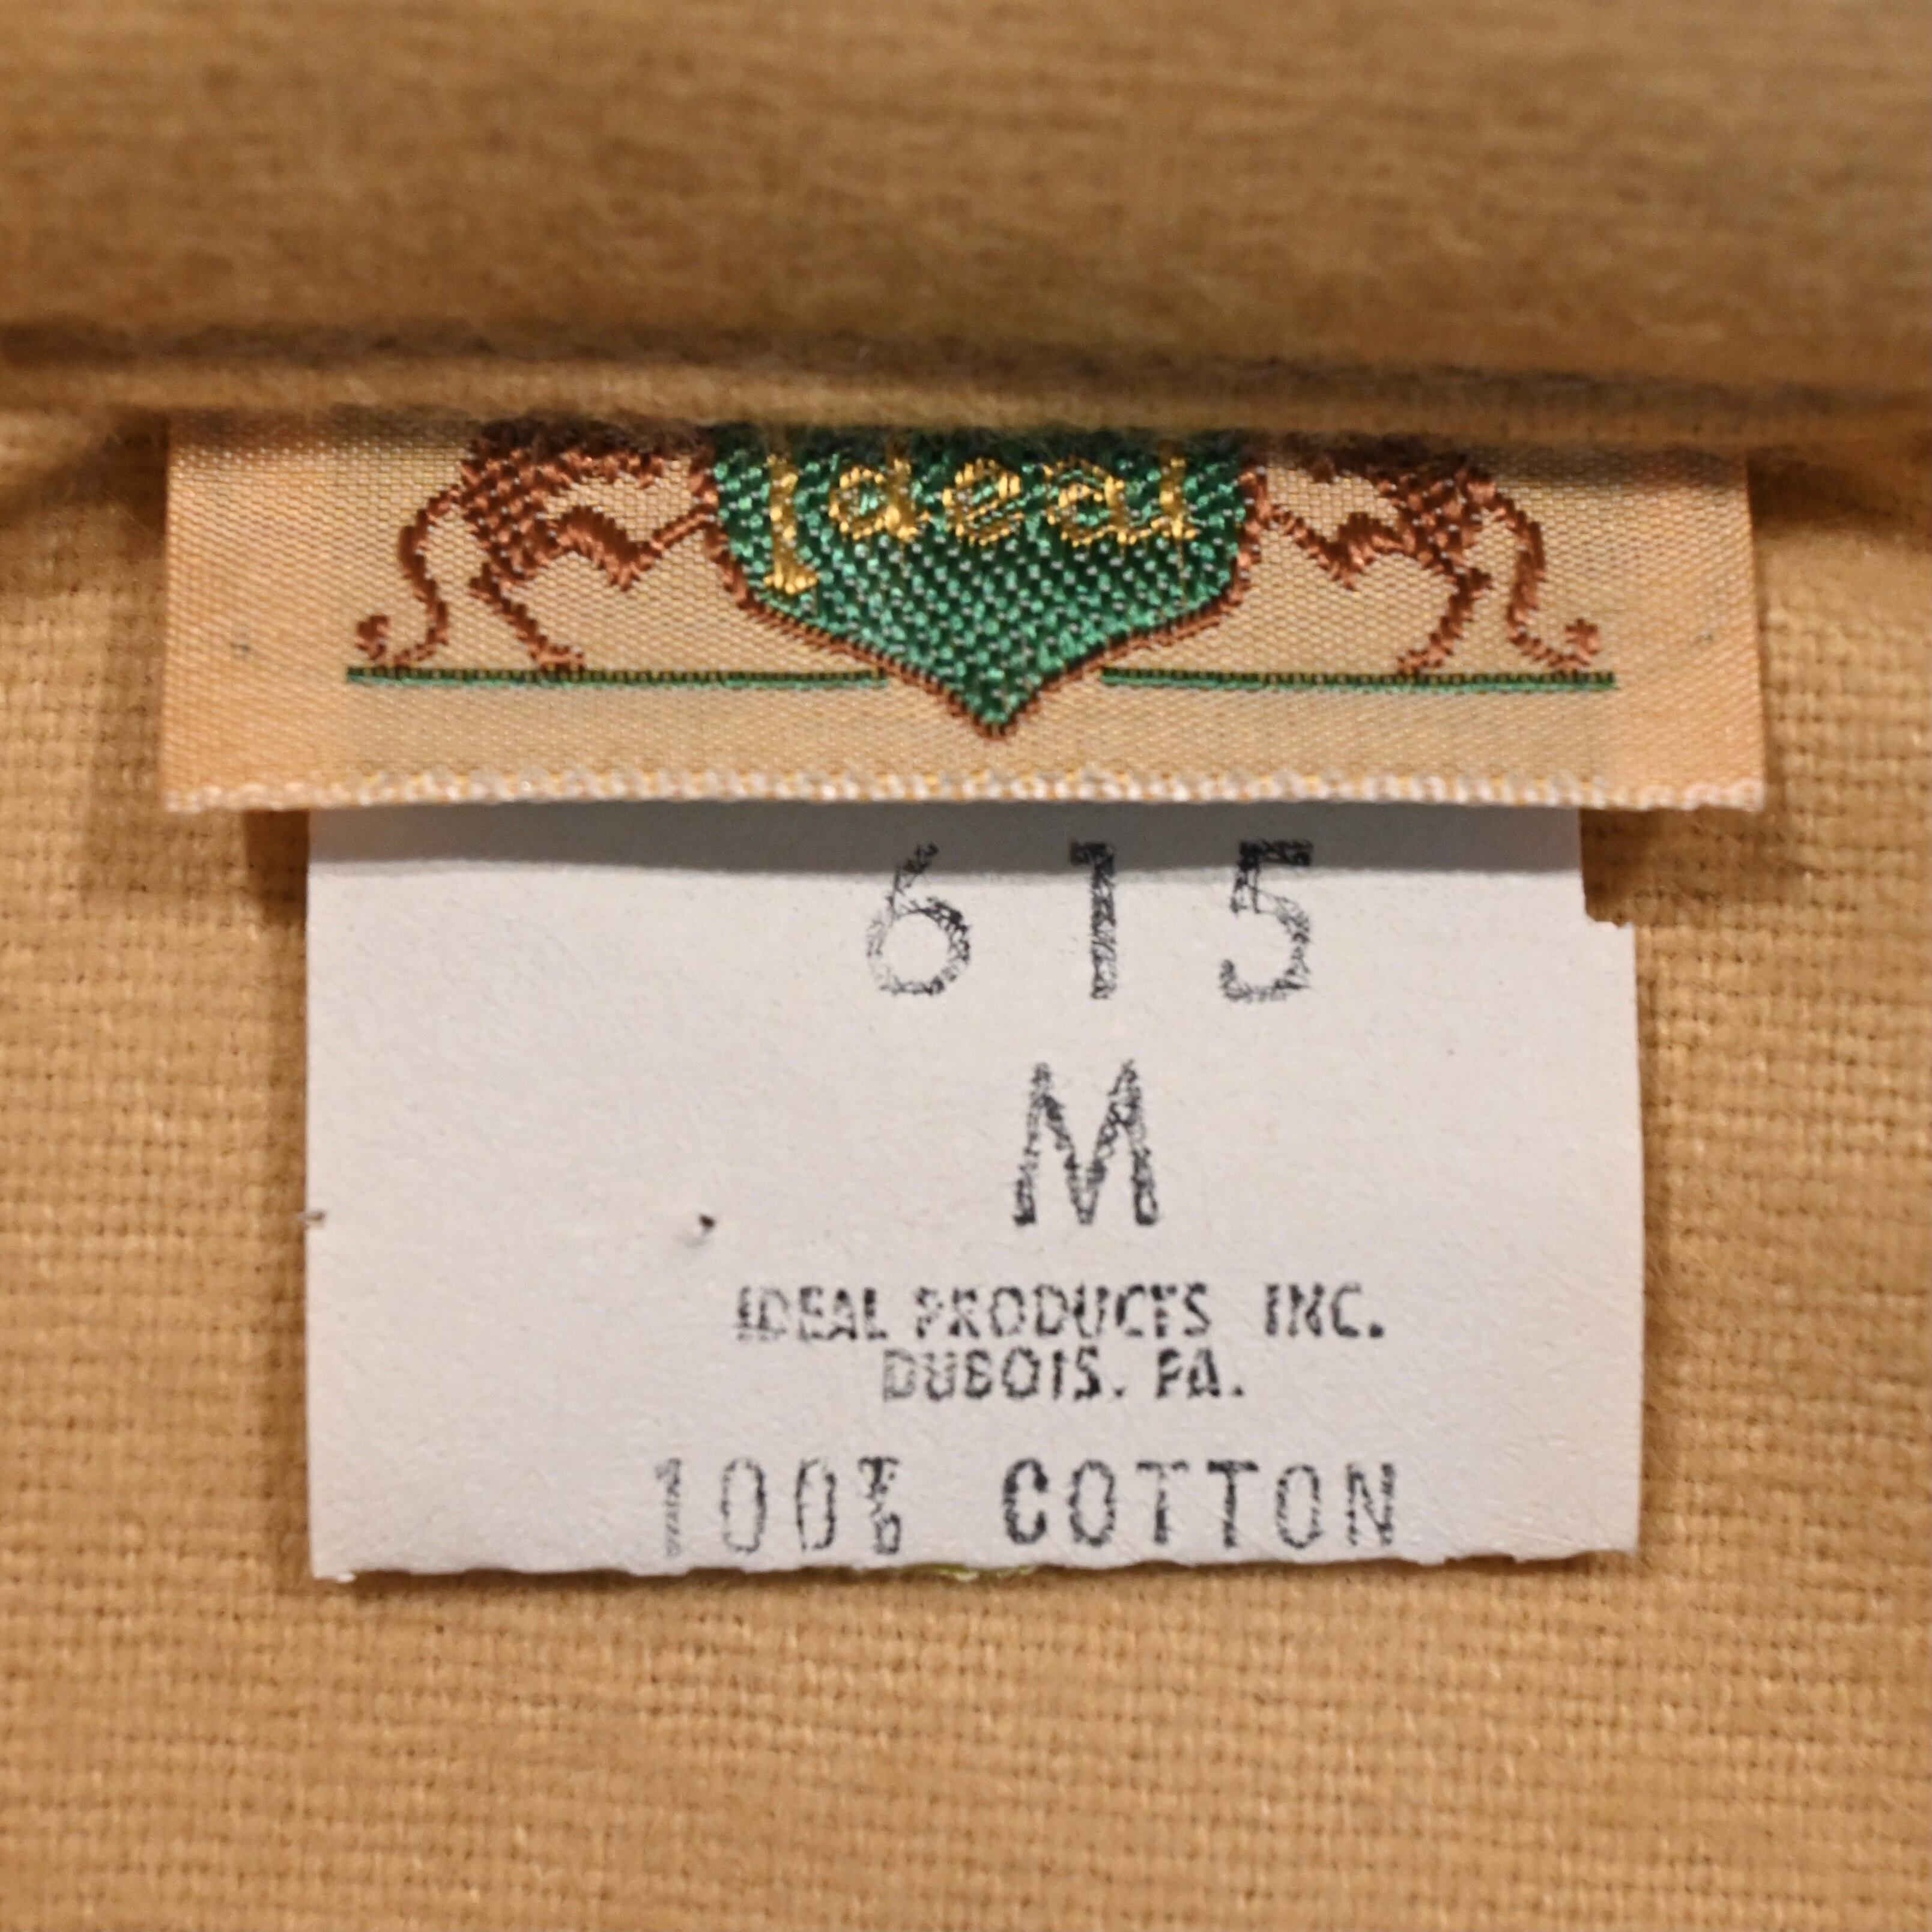 Ideal
615
M
IDEAL PRODUCTS INC.
DUBOIS. PA.
100% COTTON